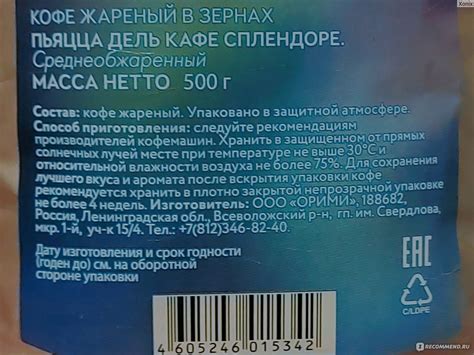 Konix
КОФЕ ЖАРЕНЫЙ В ЗЕРНАХ
ПЬЯЦЦА ДЕЛЬ КАФЕ СПЛЕНДОРЕ.
Среднеобжаренный
МАССА НЕТТО 500 г
Состав: кофе жареный. Упаковано в защитной атмосфере.
Способ приготовления: следуйте рекомендациям
производителей кофемашин. Хранить в защищенном от прямых
солнечных лучей месте при температуре не выше 30°С и
относительной влажности воздуха не более 75%. Для сохранения
лучшего вкуса и аромата после вскрытия упаковки кофе
рекомендуется хранить в плотно закрытой непрозрачной упаковке
не более 4 недель. Изготовитель: ООО «ОРИМИ», 188682,
Россия, Ленинградская обл., Всеволожский р-н, гп. им. Свердлова,
мкр. 1-й, уч-к 15/4. Тел.: +7(812)346-82-40.
Дату изготовления и срок годности
(годен до) см. на оборотной
стороне упаковки
EAC
C/LDPE
4 605246 015342
RECOMMEND.RU